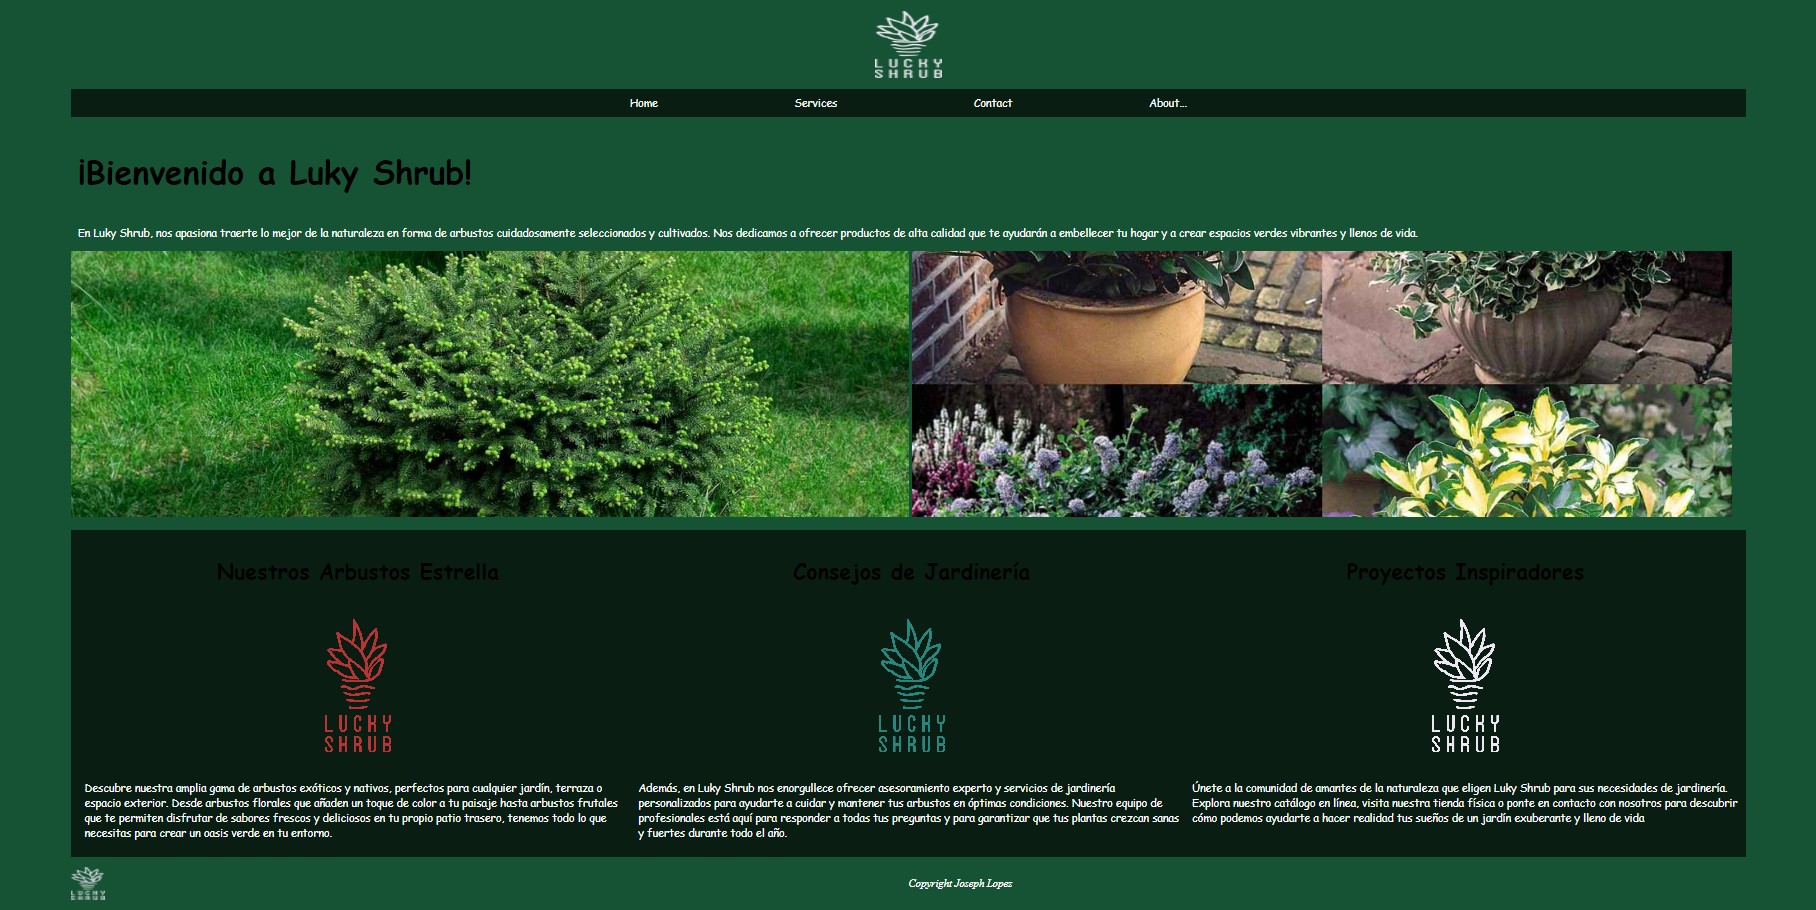 LUCKY
SHRUB
Home Services Contact About...
¡Bienvenido a Luky Shrub!
En Luky Shrub, nos apasiona traerte lo mejor de la naturaleza en forma de arbustos cuidadosamente seleccionados y cultivados. Nos dedicamos a ofrecer productos de alta calidad que te ayudarán a embellecer tu hogar y a crear espacios verdes vibrantes y llenos de vida.
Nuestros Arbustos Estrella
LUCKY
SHRUB
Descubre nuestra amplia gama de arbustos exóticos y nativos, perfectos para cualquier jardín, terraza o
espacio exterior. Desde arbustos florales que añaden un toque de color a tu paisaje hasta arbustos frutales
que te permiten disfrutar de sabores frescos y deliciosos en tu propio patio trasero, tenemos todo lo que
necesitas para crear un oasis verde en tu entorno.
Consejos de Jardinería
LUCKY
SHRUB
Además, en Luky Shrub nos enorgullece ofrecer asesoramiento experto y servicios de jardinería
personalizados para ayudarte a cuidar y mantener tus arbustos en óptimas condiciones. Nuestro equipo de
profesionales está aquí para responder a todas tus preguntas y para garantizar que tus plantas crezcan sanas
y fuertes durante todo el año.
Proyectos Inspiradores
LUCKY
SHRUB
Únete a la comunidad de amantes de la naturaleza que eligen Luky Shrub para sus necesidades de jardinería.
Explora nuestro catálogo en línea, visita nuestra tienda física o ponte en contacto con nosotros para descubrir
cómo podemos ayudarte a hacer realidad tus sueños de un jardín exuberante y lleno de vida
LUCKY
SHRUB
Copyright Joseph Lopez